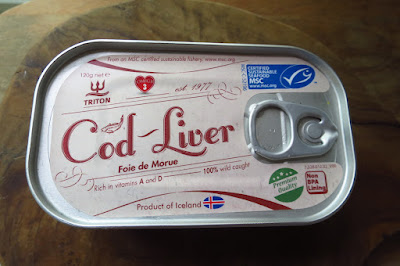 from an MSC certified sustainable fishery. www.msc.org
120g net e
TRITON
OMEGA
3
est. 1977
CERTIFIED
SUSTAINABLE
SEAFOOD
MSC
www.msc.org
Cod-Liver
Foie de Morue
Rich in vitamins A and D
100% wild caught
Product of Iceland
Premium
Quality
Non
BPA
Lining